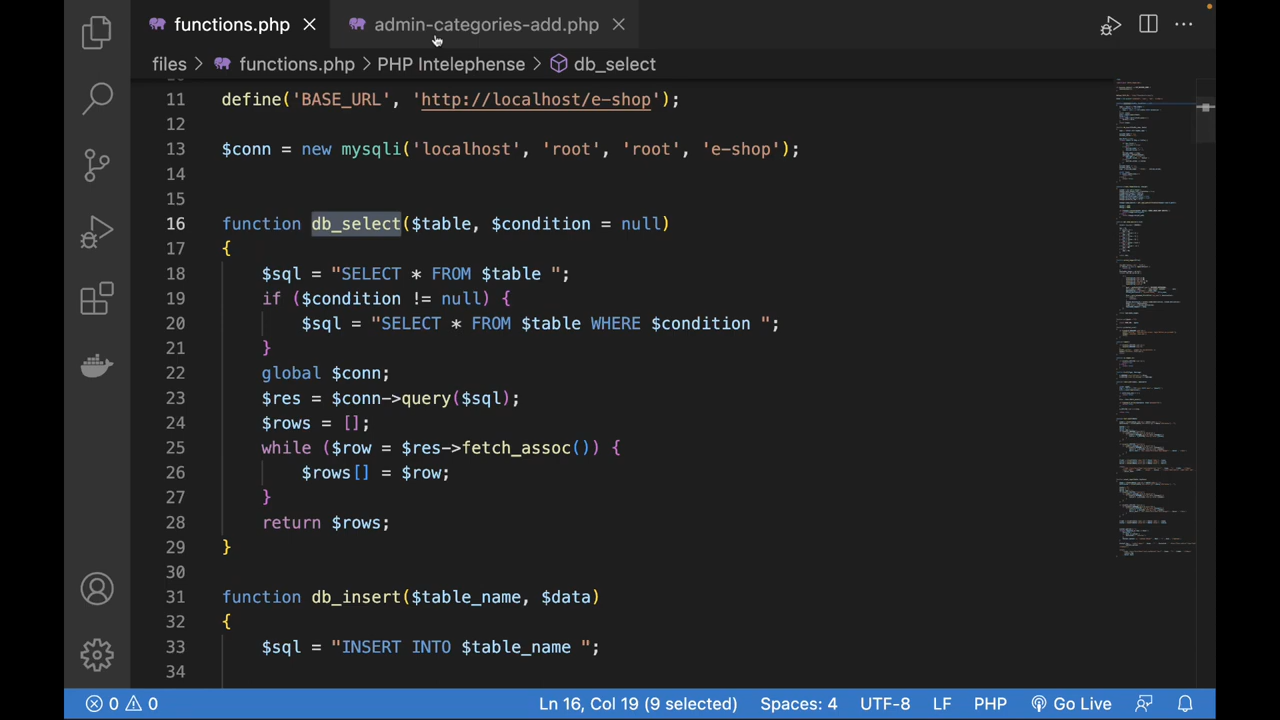 functions.php
admin-categories-add.php
files > functions.php > PHP Intelephense > db_select
11 define('BASE_URL', 'http://localhost/e-shop');
12
13 $conn = new mysqli('localhost', 'root', 'root', 'e-shop');
14
15
16 function db_select($table, $condition = null)
17 {
18 $sql = "SELECT * FROM $table ";
19 if ($condition != null) {
20 $sql = "SELECT * FROM $table WHERE $condition ";
21 }
22 global $conn;
23 $res = $conn->query($sql);
24 $rows = [];
25 while ($row = $res->fetch_assoc()) {
26 $rows[] = $row;
27 }
28 return $rows;
29 }
30
31 function db_insert($table_name, $data)
32 {
33 $sql = "INSERT INTO $table_name ";
34
0 0 Ln 16, Col 19 (9 selected) Spaces: 4 UTF-8 LF PHP Go Live